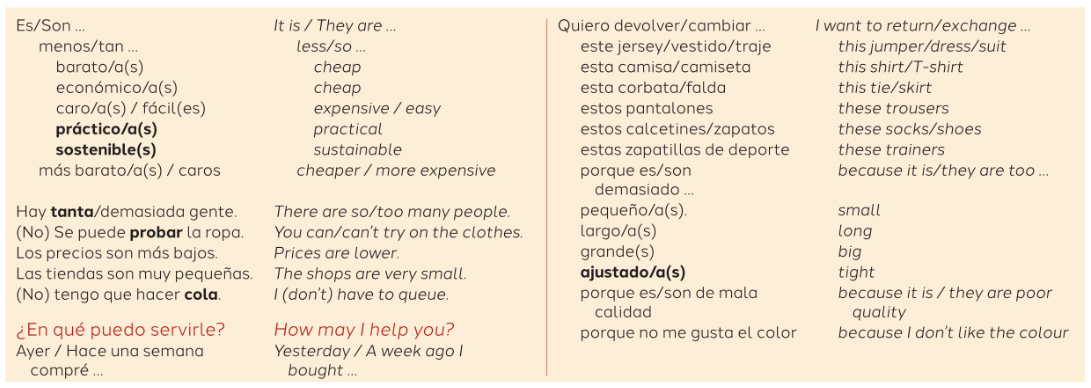 Es/Son ... It is / They are ...
menos/tan ... less/so ...
barato/a(s) cheap
económico/a(s) cheap
caro/a(s) / fácil(es) expensive / easy
práctico/a(s) practical
sostenible(s) sustainable
más barato/a(s) / caros cheaper / more expensive
Hay tanta/demasiada gente. There are so/too many people.
(No) Se puede probar la ropa. You can/can't try on the clothes.
Los precios son más bajos. Prices are lower.
Las tiendas son muy pequeñas. The shops are very small.
(No) tengo que hacer cola. I (don't) have to queue.
¿En qué puedo servirle? How may I help you?
Ayer / Hace una semana Yesterday / A week ago I
compré ... bought ...
Quiero devolver/cambiar ... I want to return/exchange ...
este jersey/vestido/traje this jumper/dress/suit
esta camisa/camiseta this shirt/T-shirt
esta corbata/falda this tie/skirt
estos pantalones these trousers
estos calcetines/zapatos these socks/shoes
estas zapatillas de deporte these trainers
porque es/son because it is/they are too ...
demasiado ...
pequeño/a(s). small
largo/a(s) long
grande(s) big
ajustado/a(s) tight
porque es/son de mala because it is / they are poor
calidad quality
porque no me gusta el color because I don't like the colour